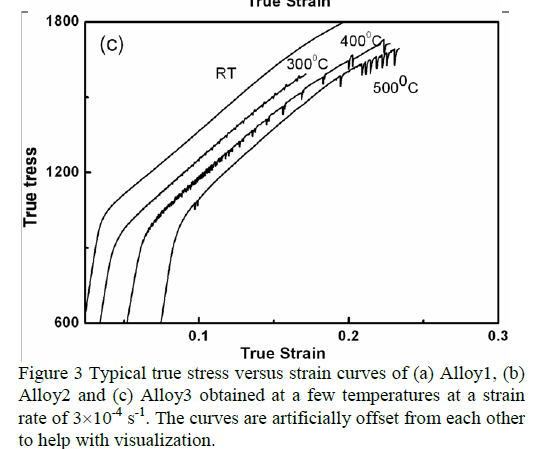 True Strain
1800
(c)
400°C
RT
300°C
500⁰C
1200
True tress
600
0.1
0.2
0.3
True Strain
Figure 3 Typical true stress versus strain curves of (a) Alloy1, (b)
Alloy2 and (c) Alloy3 obtained at a few temperatures at a strain
rate of 3×10⁻⁴ s⁻¹. The curves are artificially offset from each other
to help with visualization.